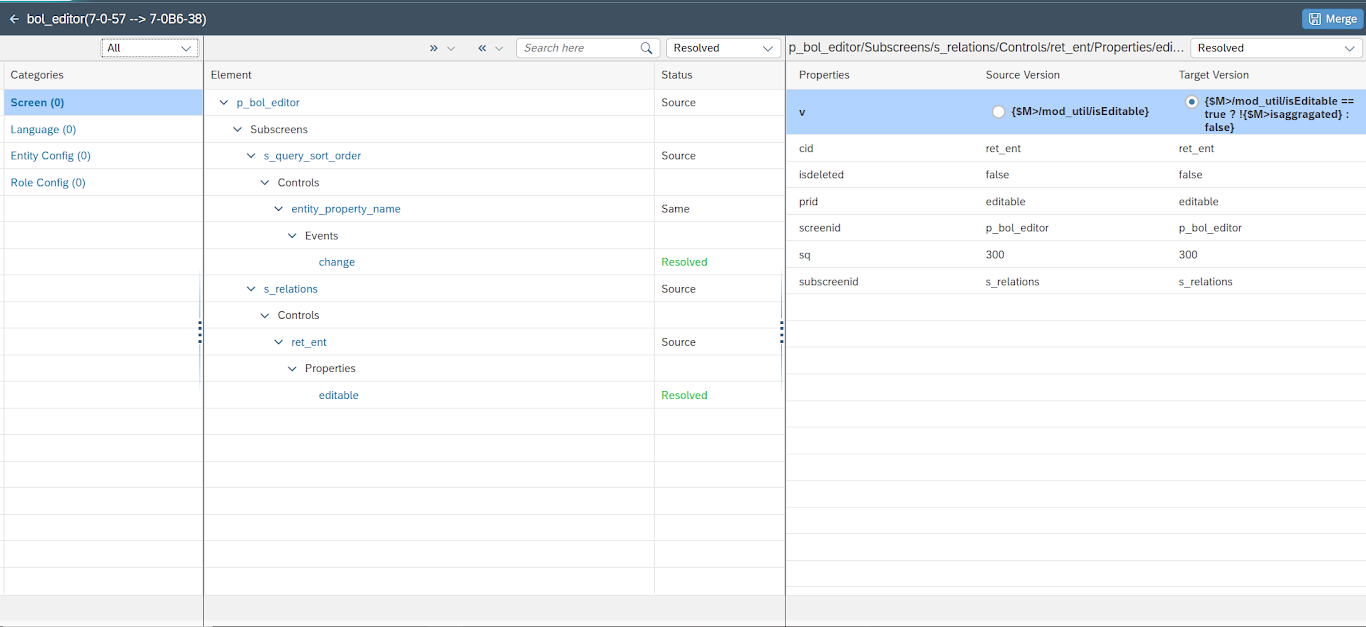 bol_editor(7-0-57 --> 7-0B6-38)
Merge
All
Search here
Resolved
p_bol_editor/Subscreens/s_relations/Controls/ret_ent/Properties/edi...
Resolved
Categories
Element
Status
Properties
Source Version
Target Version
Screen (0)
Language (0)
Entity Config (0)
Role Config (0)
p_bol_editor Source
Subscreens
s_query_sort_order Source
Controls
entity_property_name Same
Events
change Resolved
s_relations Source
Controls
ret_ent Source
Properties
editable Resolved
v {$M>/mod_util/isEditable} {$M>/mod_util/isEditable ==
true ? !{$M>isaggragated} :
false}
cid ret_ent ret_ent
isdeleted false false
prid editable editable
screenid p_bol_editor p_bol_editor
sq 300 300
subscreenid s_relations s_relations